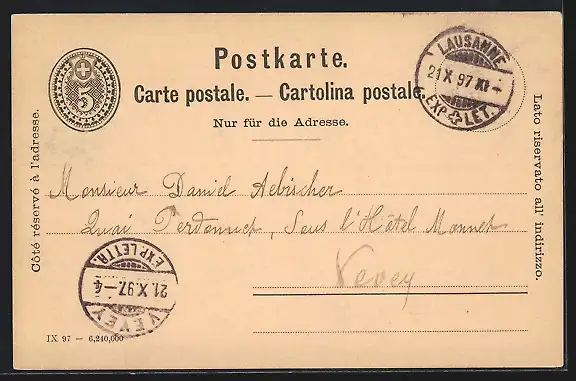 5
Postkarte.
Carte postale. — Cartolina postale.
Nur für die Adresse.
LAUSANNE
21 X 97 XI
EXP. LET.
Côté réservé à l'adresse.
Lato riservato all' indirizzo.
Monsieur Daniel Aebischer
Quai Perdonnet, Sous l'Hôtel Monnet
Vevey
EXP. LETTR.
21.X.97.—4
VEVEY
IX 97 — 6,240,000